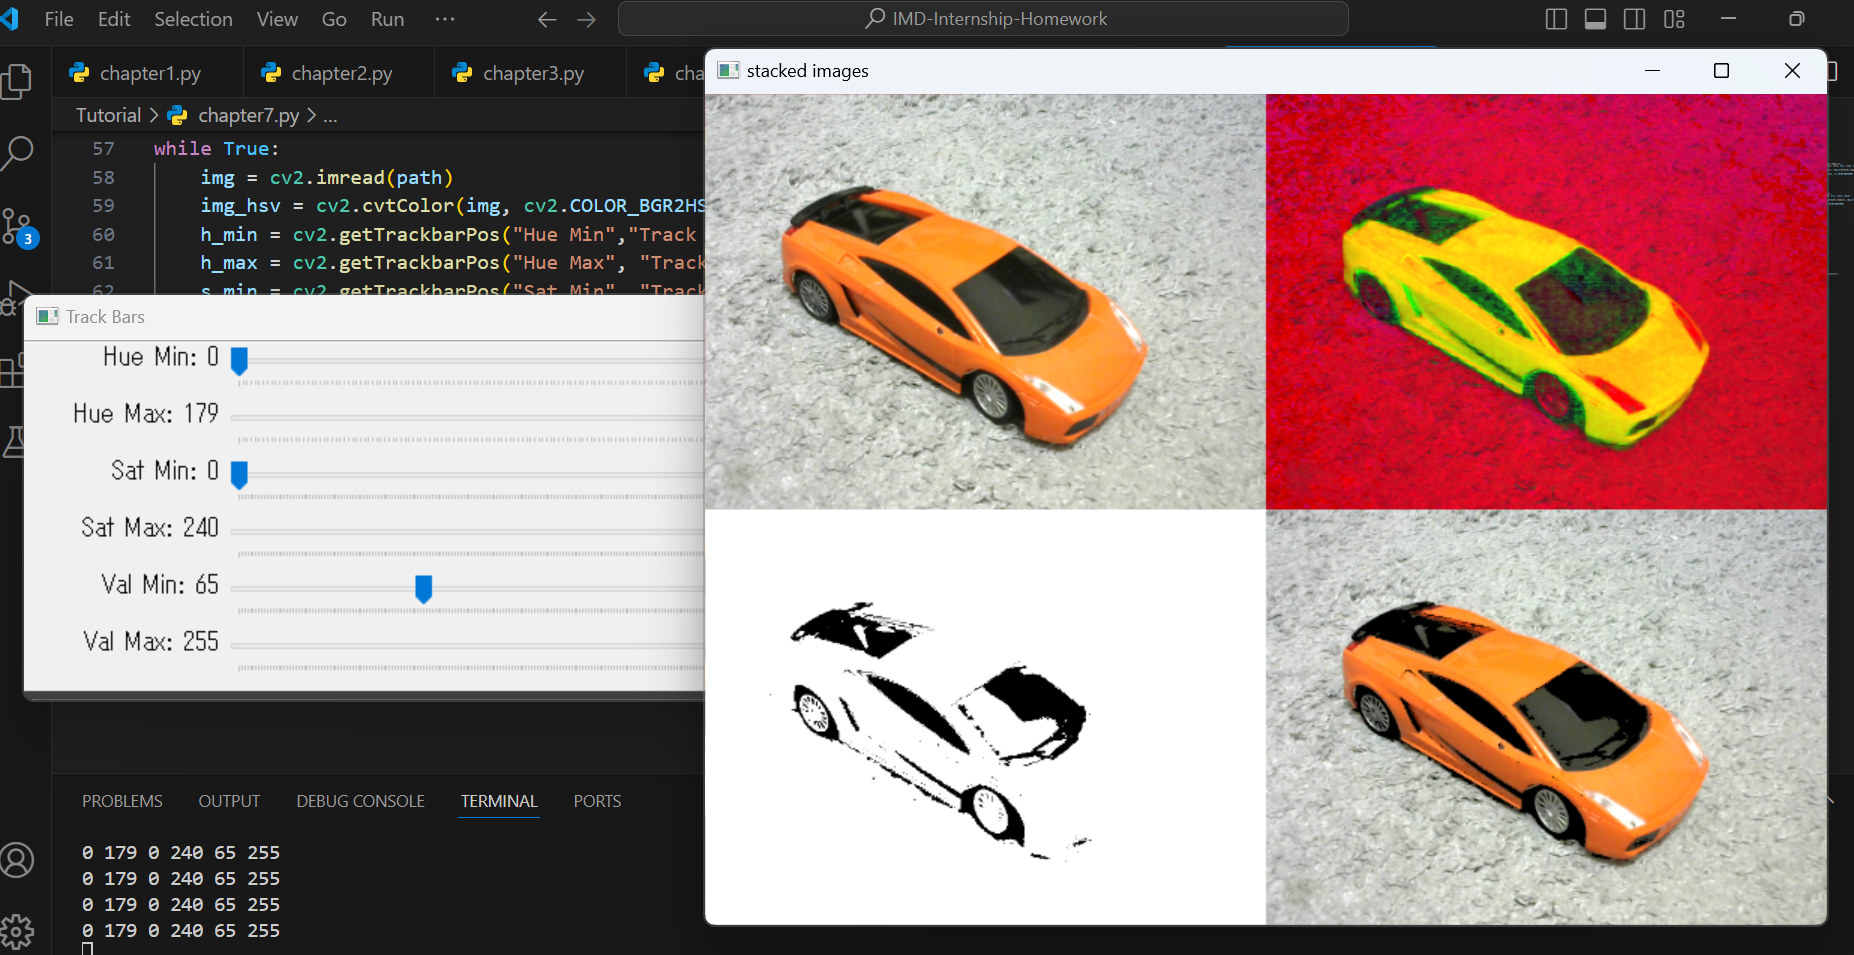 File Edit Selection View Go Run ··· IMD-Internship-Homework
chapter1.py chapter2.py chapter3.py cha
Tutorial > chapter7.py > ...
57 while True:
58 img = cv2.imread(path)
59 img_hsv = cv2.cvtColor(img, cv2.COLOR_BGR2HS
60 h_min = cv2.getTrackbarPos("Hue Min","Track
61 h_max = cv2.getTrackbarPos("Hue Max", "Track
62 s_min = cv2.getTrackbarPos("Sat Min", "Track
3
Track Bars
Hue Min: 0
Hue Max: 179
Sat Min: 0
Sat Max: 240
Val Min: 65
Val Max: 255
stacked images
PROBLEMS OUTPUT DEBUG CONSOLE TERMINAL PORTS
0 179 0 240 65 255
0 179 0 240 65 255
0 179 0 240 65 255
0 179 0 240 65 255